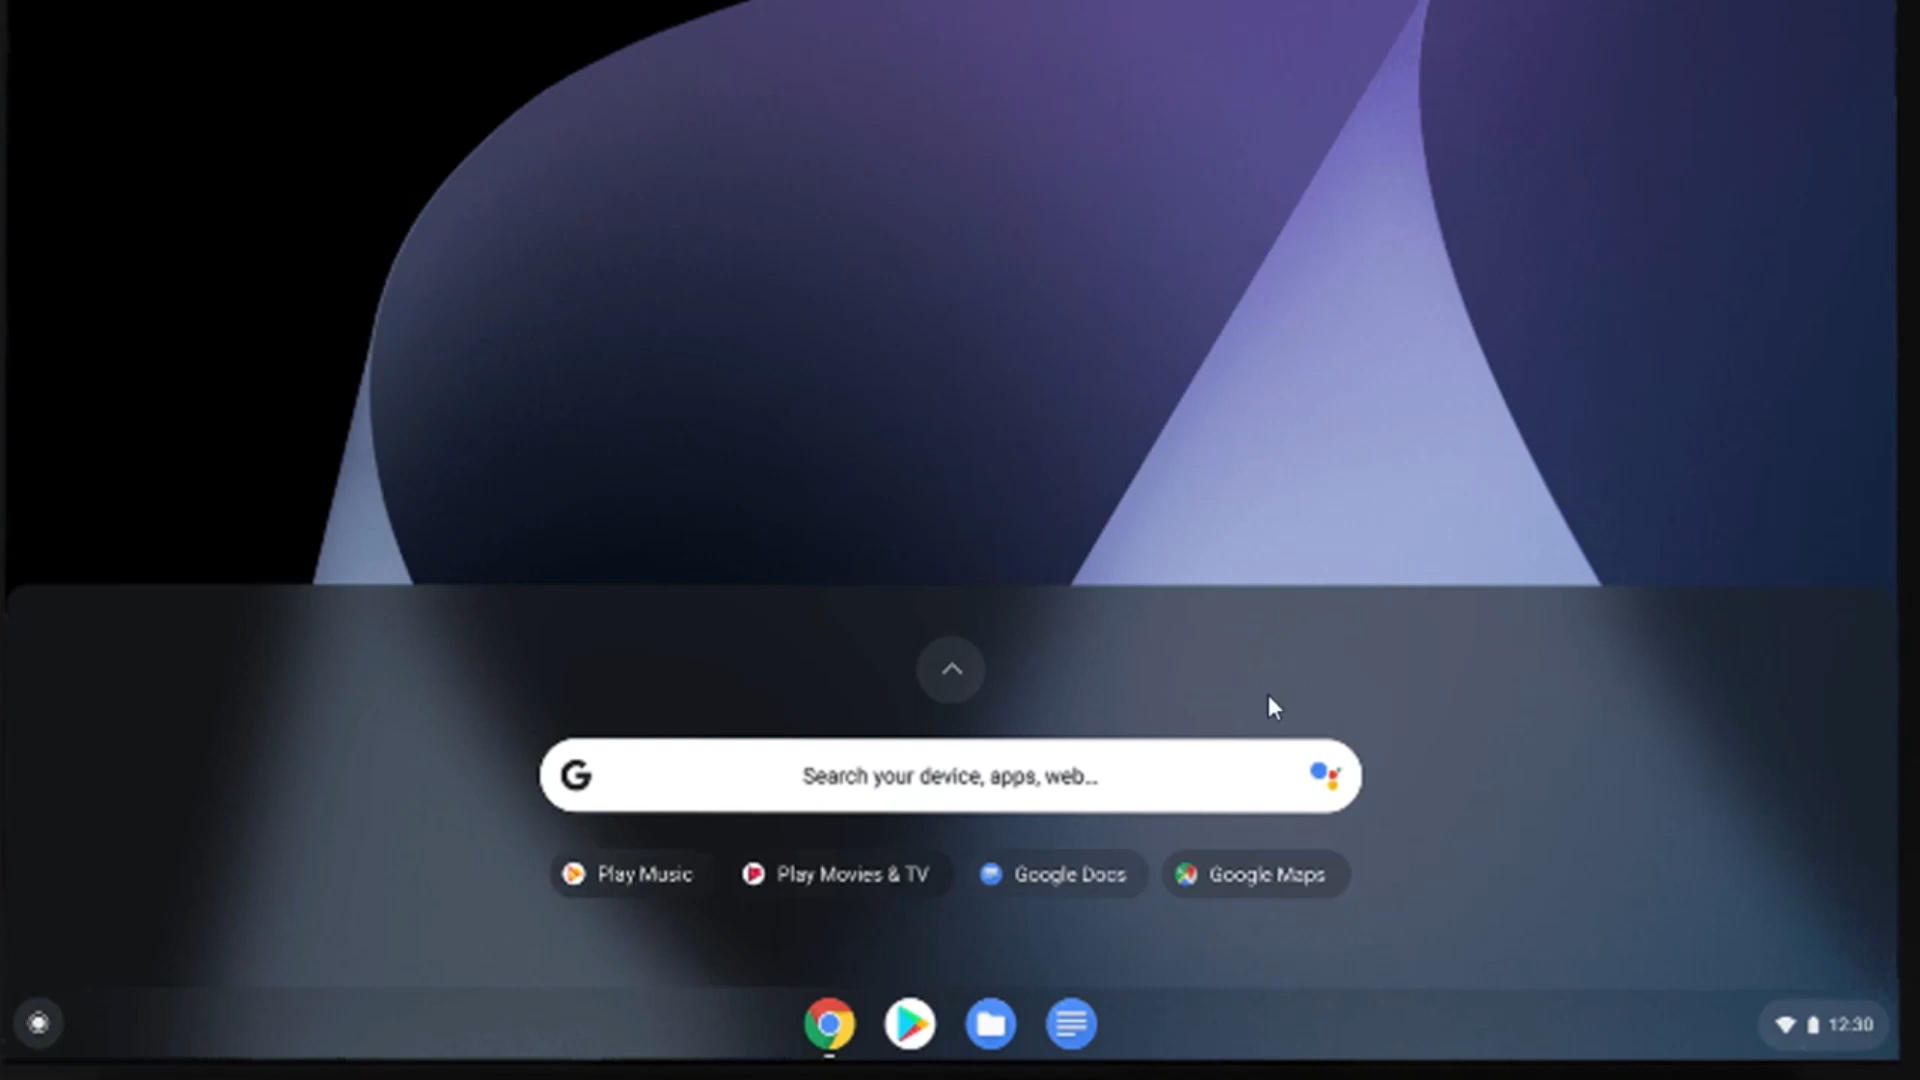 Search your device, apps, web...
Play Music
Play Movies & TV
Google Docs
Google Maps
12:30